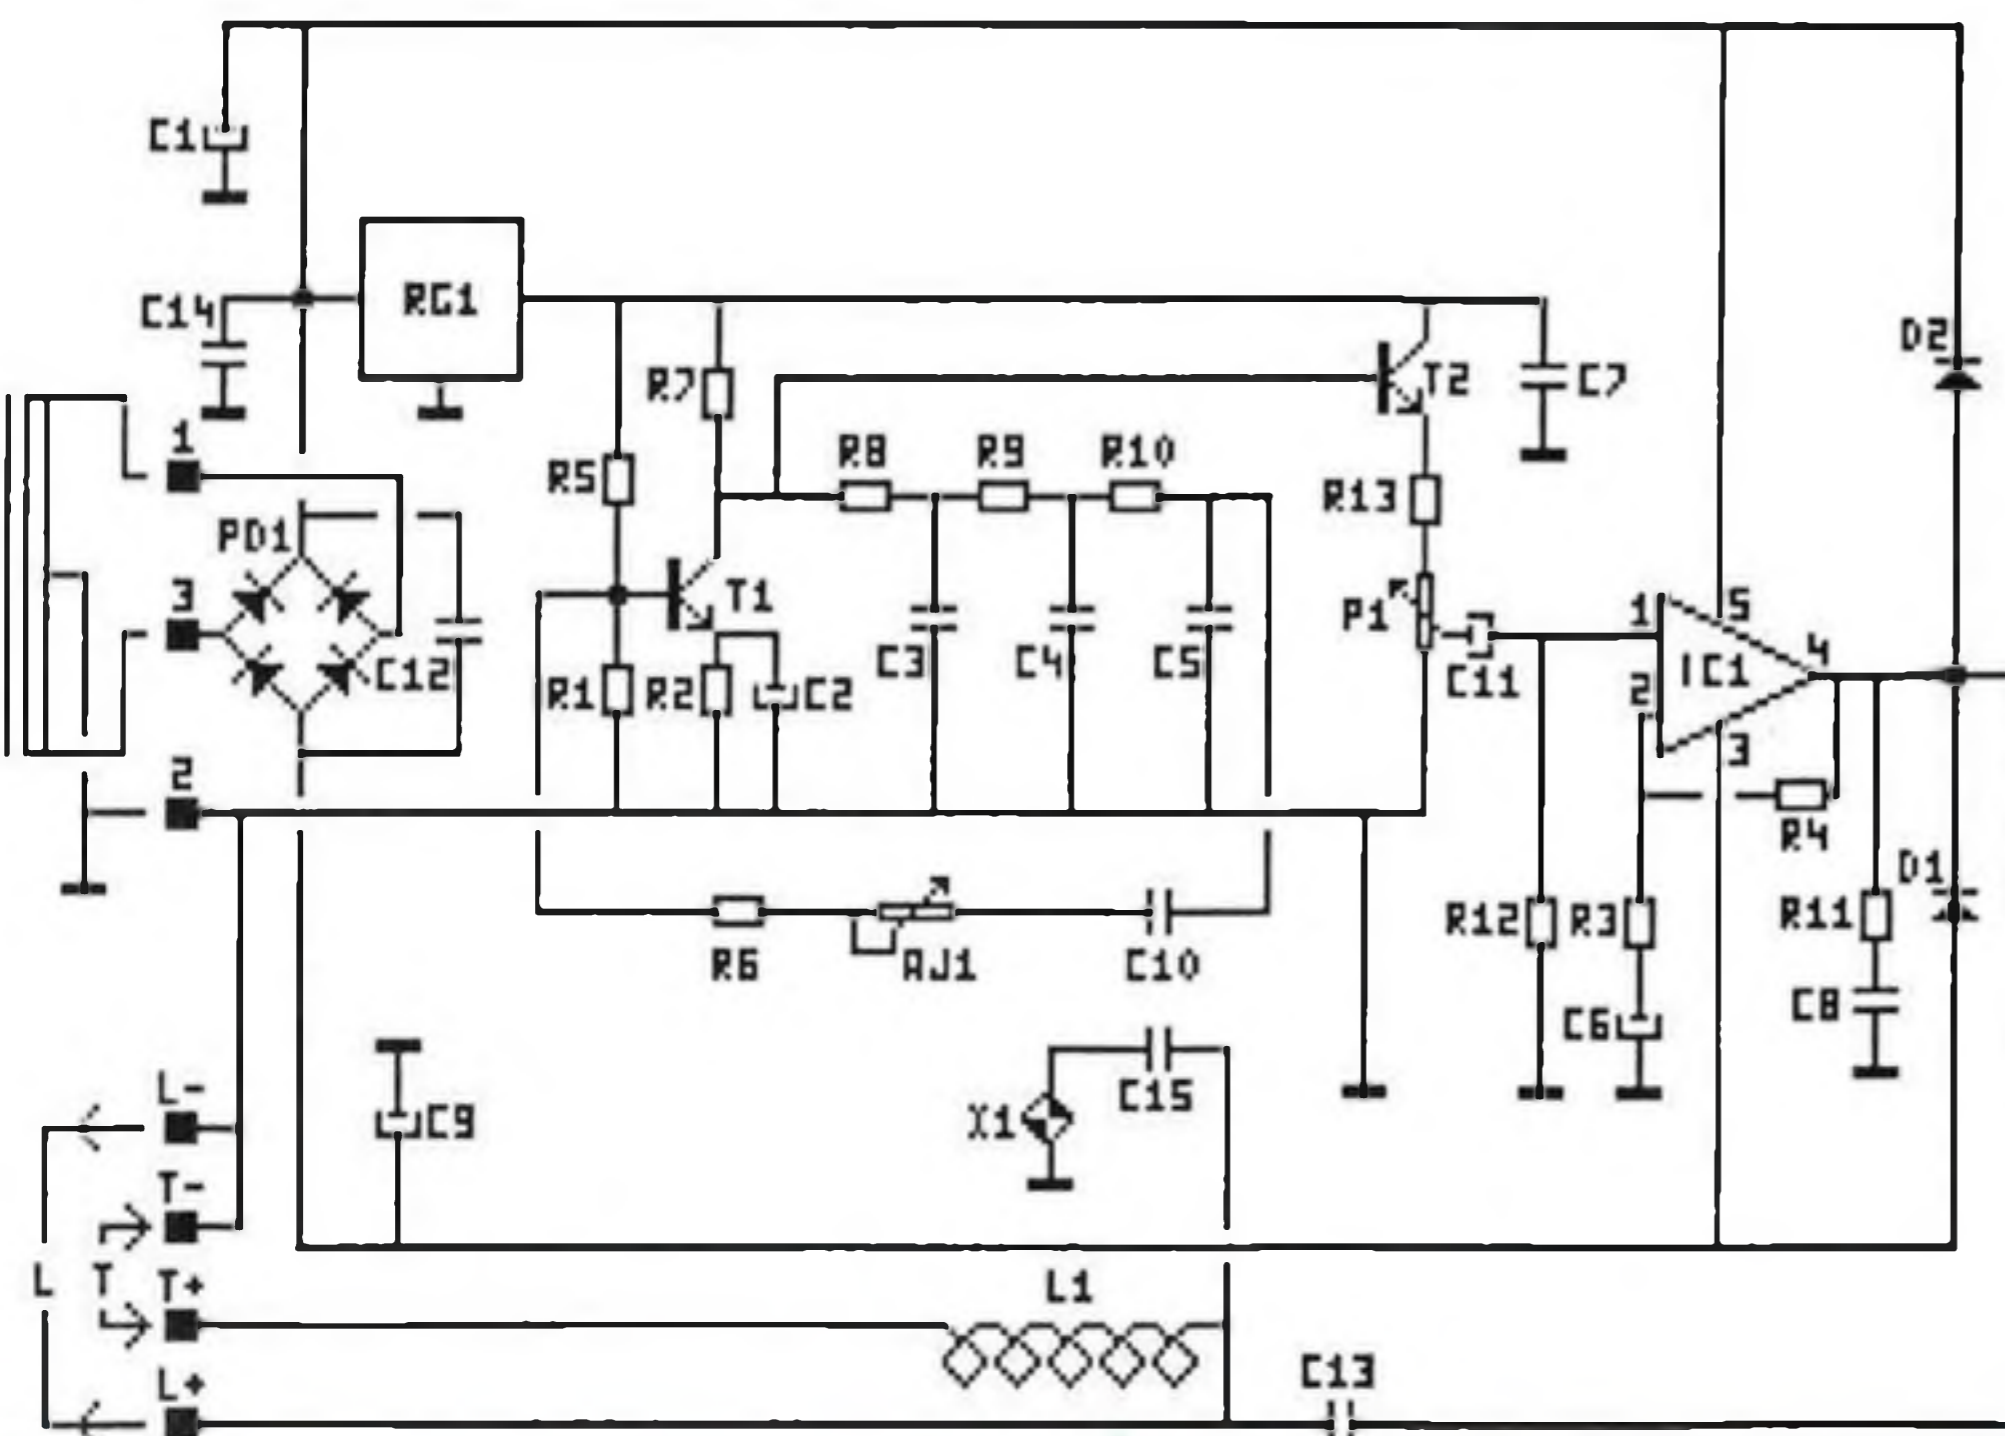 C1
C14
RG1
D2
R7
T2
C7
1
R8
R9
R10
R5
R13
PD1
3
T1
P1
1
5
C12
R1
R2
C2
C3
C4
C5
C11
IC1
4
2
3
2
R4
D1
R12
R3
R11
R6
AJ1
C10
C8
C6
L-
C9
X1
C15
T-
L
T
T+
L1
L+
C13